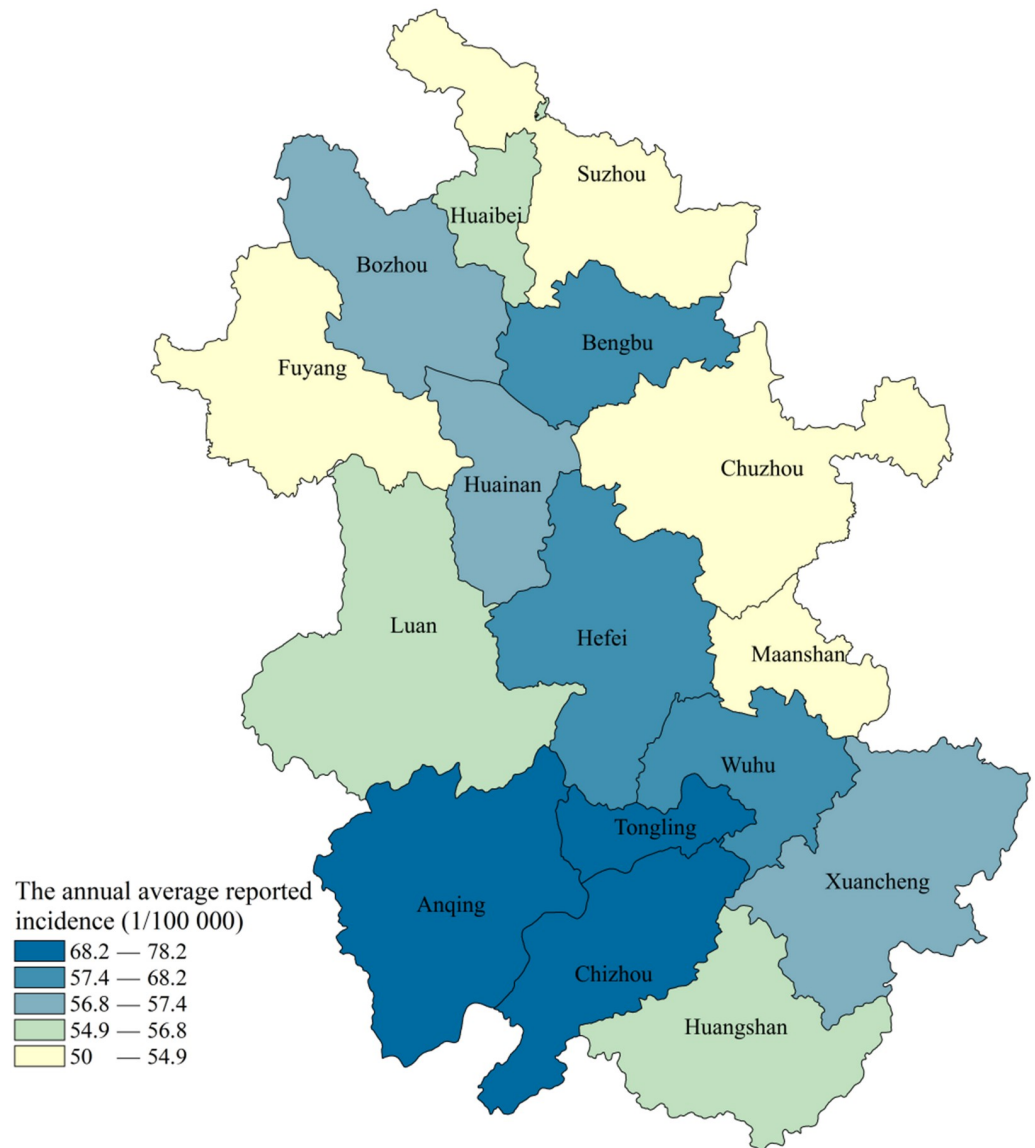 Suzhou
Huaibei
Bozhou
Bengbu
Fuyang
Chuzhou
Huainan
Luan
Hefei
Maanshan
Wuhu
Tongling
Xuancheng
Anqing
Chizhou
Huangshan
The annual average reported
incidence (1/100 000)
68.2 — 78.2
57.4 — 68.2
56.8 — 57.4
54.9 — 56.8
50 — 54.9